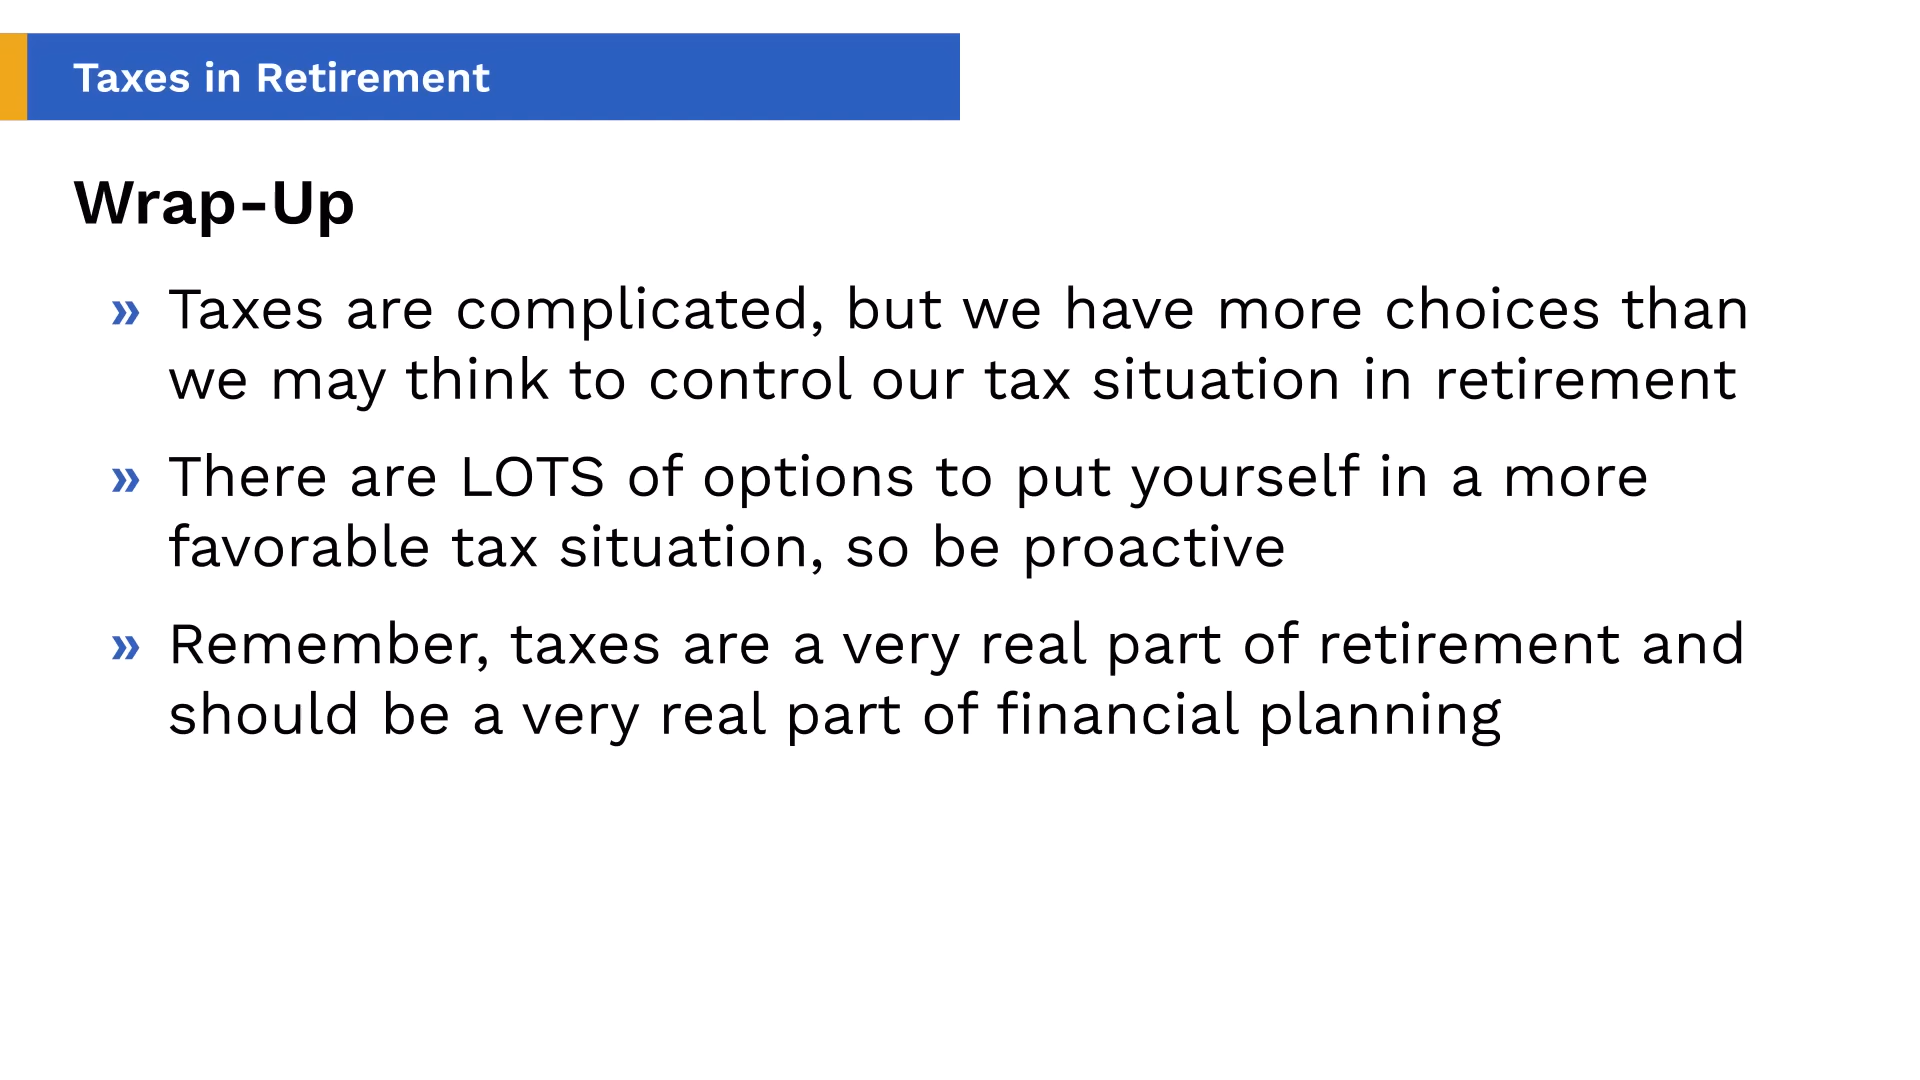 Taxes in Retirement
Wrap-Up
» Taxes are complicated, but we have more choices than
we may think to control our tax situation in retirement
» There are LOTS of options to put yourself in a more
favorable tax situation, so be proactive
» Remember, taxes are a very real part of retirement and
should be a very real part of financial planning